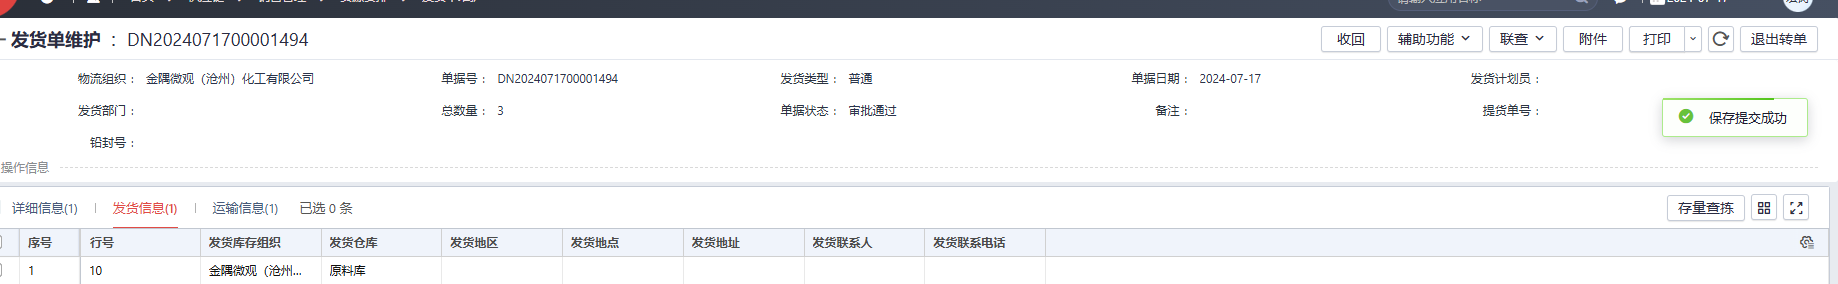 发货单维护 : DN2024071700001494
收回 辅助功能 联查 附件 打印 退出转单
物流组织: 金隅微观（沧州）化工有限公司 单据号: DN2024071700001494 发货类型: 普通 单据日期: 2024-07-17 发货计划员:
发货部门: 总数量: 3 单据状态: 审批通过 备注: 提货单号:
保存提交成功
铅封号:
操作信息
详细信息(1) 发货信息(1) 运输信息(1) 已选 0 条 存量查拣
序号 行号 发货库存组织 发货仓库 发货地区 发货地点 发货地址 发货联系人 发货联系电话
1 10 金隅微观（沧州... 原料库